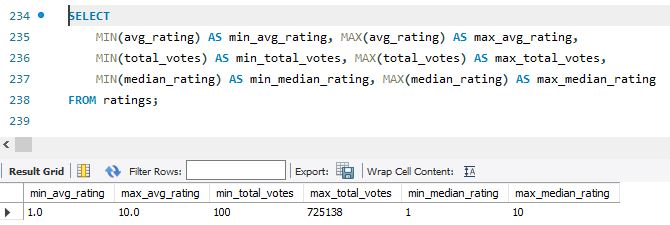 234 SELECT
235 MIN(avg_rating) AS min_avg_rating, MAX(avg_rating) AS max_avg_rating,
236 MIN(total_votes) AS min_total_votes, MAX(total_votes) AS max_total_votes,
237 MIN(median_rating) AS min_median_rating, MAX(median_rating) AS max_median_rating
238 FROM ratings;
239
Result Grid Filter Rows: Export: Wrap Cell Content: IA
min_avg_rating max_avg_rating min_total_votes max_total_votes min_median_rating max_median_rating
1.0 10.0 100 725138 1 10